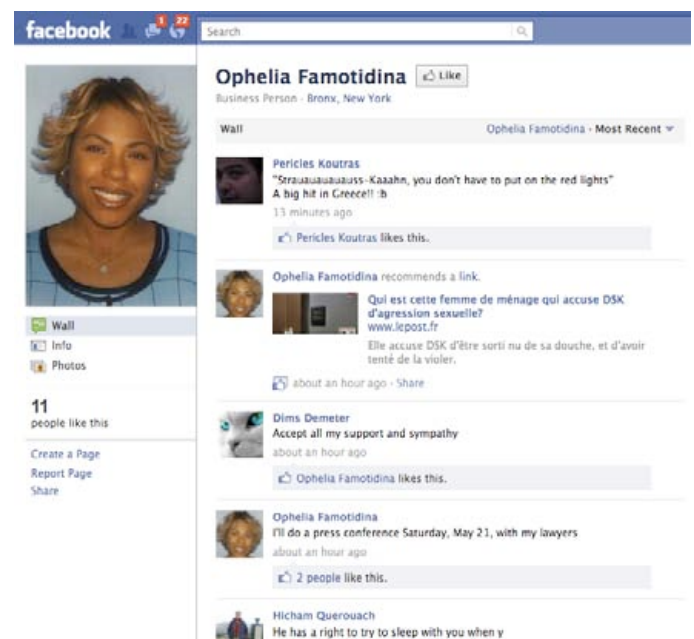 facebook
1
22
Search
Ophelia Famotidina
Like
Business Person · Bronx, New York
Wall
Ophelia Famotidina · Most Recent
Pericles Koutras
"Strauauauauauss-Kaaahn, you don't have to put on the red lights"
A big hit in Greece!! :b
13 minutes ago
Pericles Koutras likes this.
Ophelia Famotidina recommends a link.
Qui est cette femme de ménage qui accuse DSK
d'agression sexuelle?
www.lepost.fr
Elle accuse DSK d'être sorti nu de sa douche, et d'avoir
tenté de la violer.
about an hour ago · Share
Wall
Info
Photos
11
people like this
Create a Page
Report Page
Share
Dims Demeter
Accept all my support and sympathy
about an hour ago
Ophelia Famotidina likes this.
Ophelia Famotidina
I'll do a press conference Saturday, May 21, with my lawyers
about an hour ago
2 people like this.
Hicham Querouach
He has a right to try to sleep with you when y